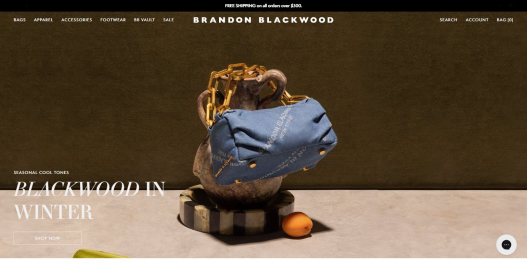 FREE SHIPPING on all orders over $300.
BAGS APPAREL ACCESSORIES FOOTWEAR BB VAULT SALE
BRANDON BLACKWOOD
SEARCH ACCOUNT BAG (0)
SEASONAL COOL TONES
BLACKWOOD IN
WINTER
SHOP NOW